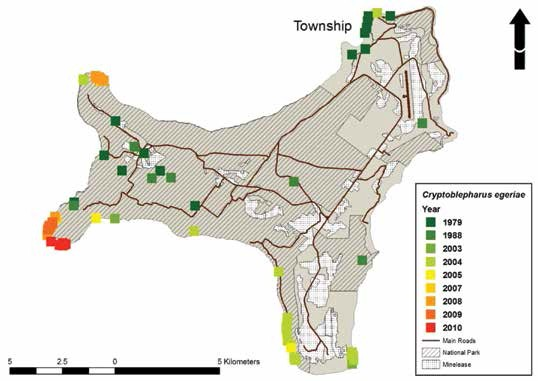 Township
Cryptoblepharus egeriae
Year
1979
1988
2003
2004
2005
2007
2008
2009
2010
Main Roads
National Park
Minelease
5 2.5 0 5 Kilometers